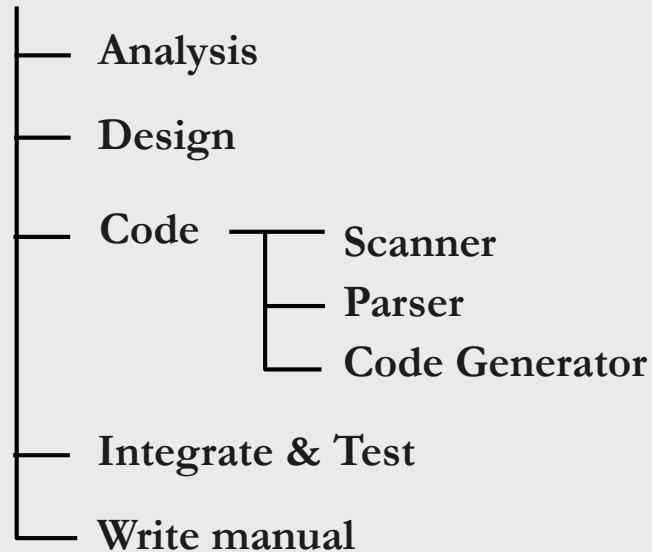 Analysis
Design
Code
Scanner
Parser
Code Generator
Integrate & Test
Write manual